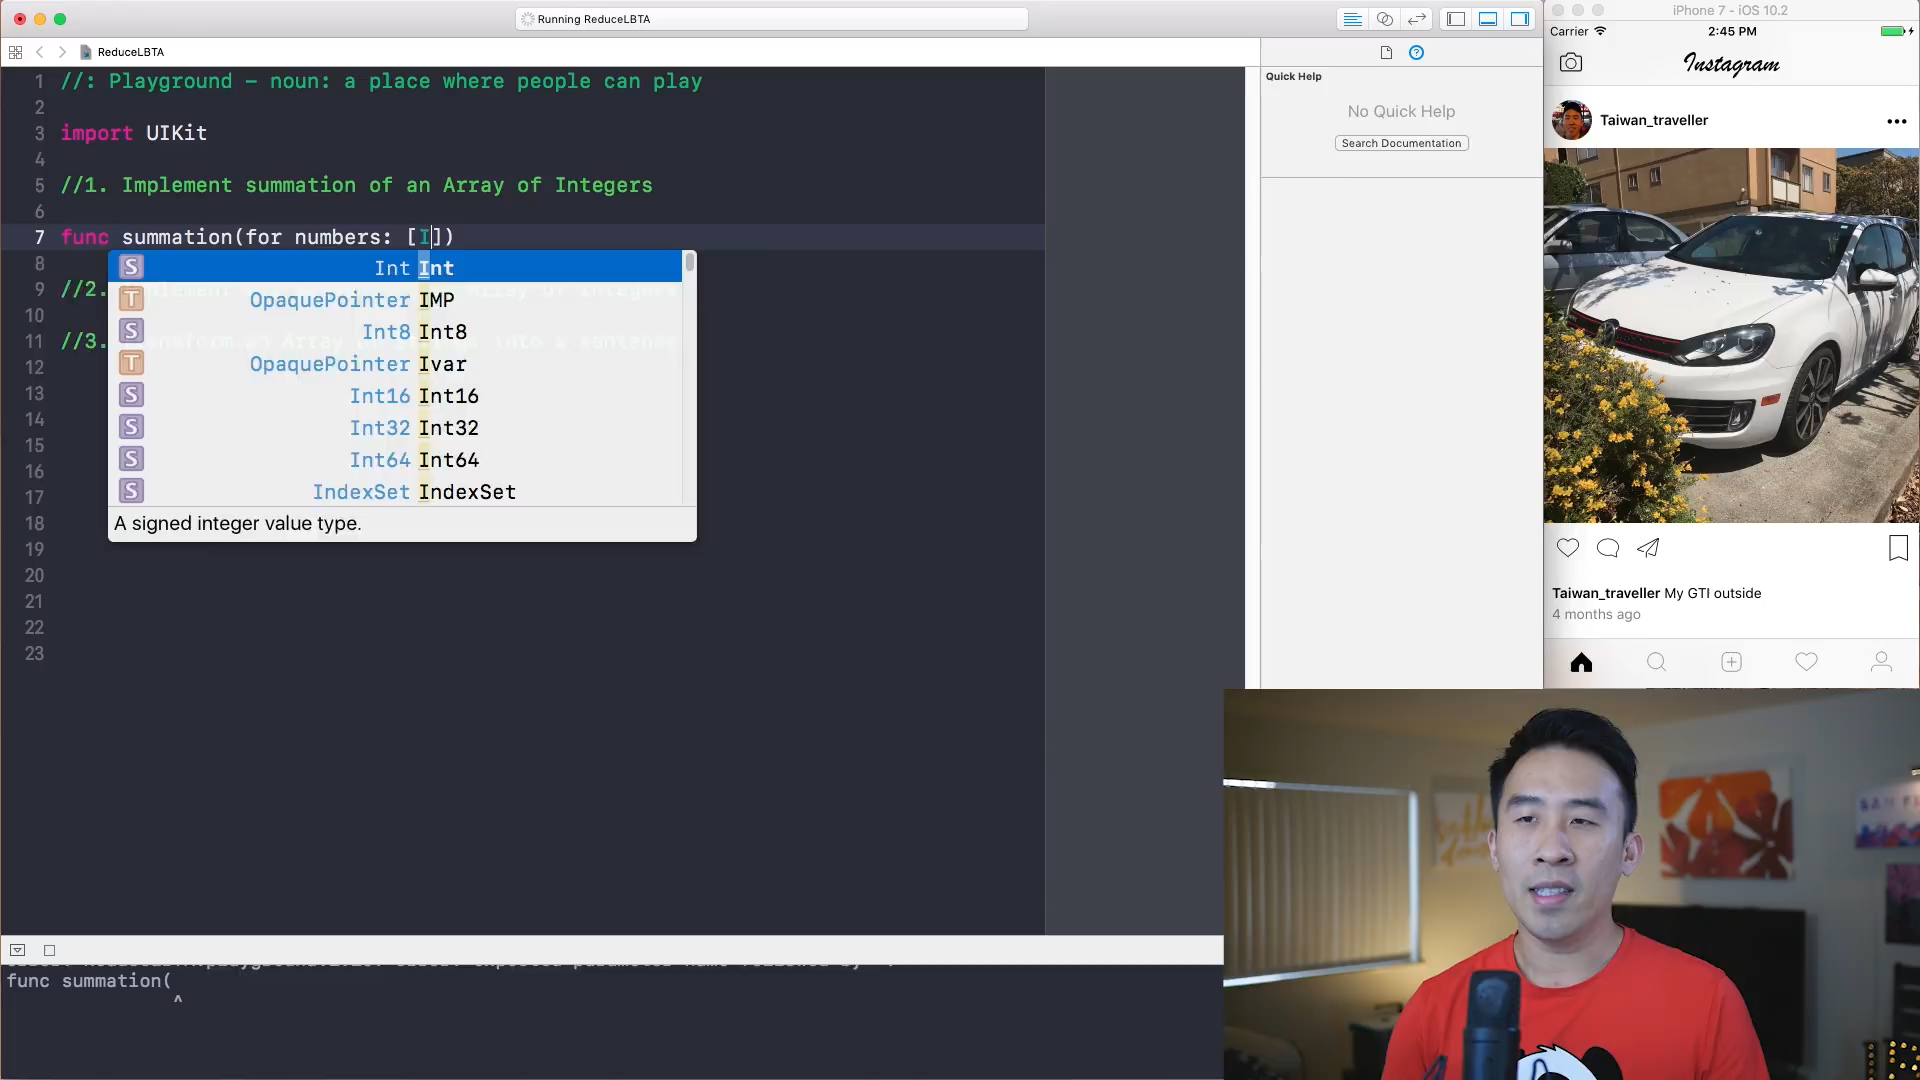 Running ReduceLBTA
ReduceLBTA
1 //: Playground - noun: a place where people can play
2
3 import UIKit
4
5 //1. Implement summation of an Array of Integers
6
7 func summation(for numbers: [I])
8
9 //2.
10
11 //3.
12
13
14
15
16
17
18
19
20
21
22
23
S Int Int
T OpaquePointer IMP
S Int8 Int8
T OpaquePointer Ivar
S Int16 Int16
S Int32 Int32
S Int64 Int64
S IndexSet IndexSet
A signed integer value type.
func summation(
^
Quick Help
No Quick Help
Search Documentation
iPhone 7 - iOS 10.2
Carrier 2:45 PM
Instagram
Taiwan_traveller
Taiwan_traveller My GTI outside
4 months ago